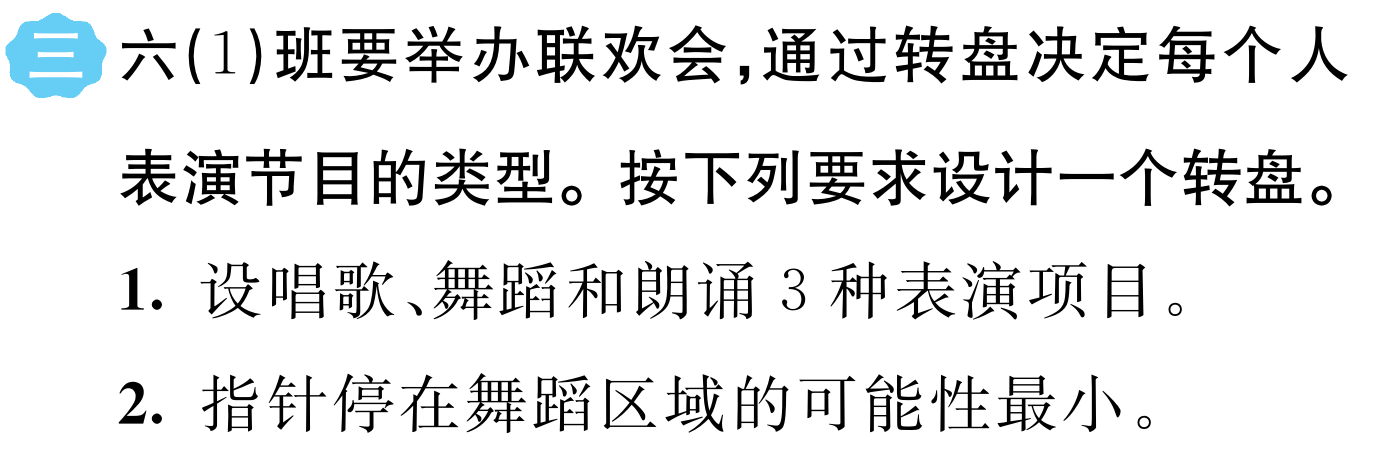 三 六(1)班要举办联欢会,通过转盘决定每个人
表演节目的类型。按下列要求设计一个转盘。
1. 设唱歌、舞蹈和朗诵 3 种表演项目。
2. 指针停在舞蹈区域的可能性最小。